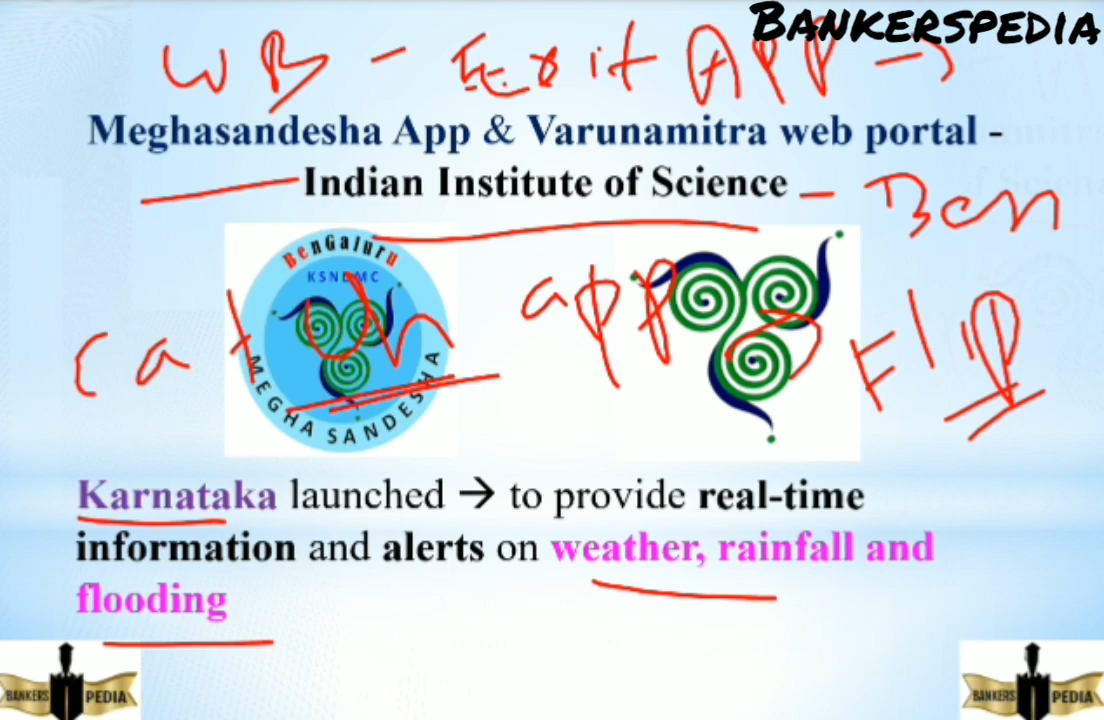 BANKERSPEDIA
WB - Exit APP →
Meghasandesha App & Varunamitra web portal -
Indian Institute of Science - Ben
BenGaluru
KSNDMC
MEGHA SANDESHA
app
Flip
Karnataka launched → to provide real-time
information and alerts on weather, rainfall and
flooding
BANKERS PEDIA
BANKERS PEDIA